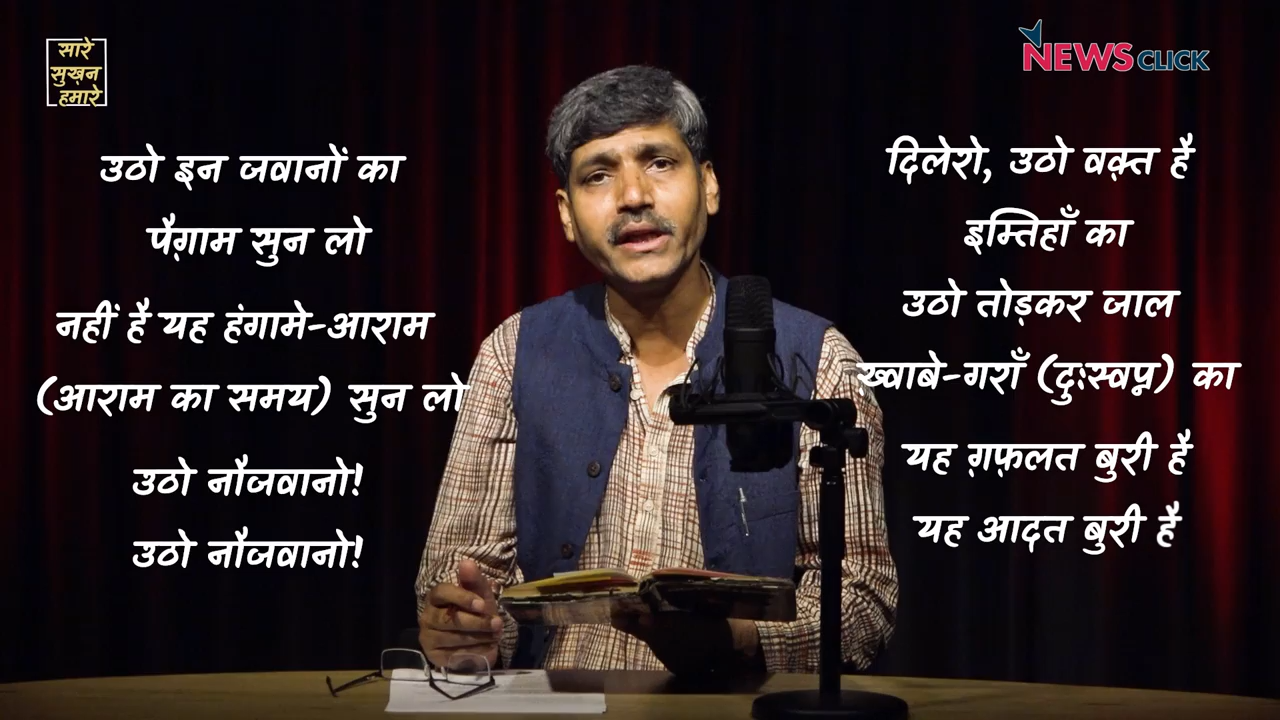 सारे
सुख़न
हमारे
NEWSCLICK
उठो इन जवानों का
पैग़ाम सुन लो
नहीं है यह हंगामे-आराम
(आराम का समय) सुन लो
उठो नौजवानो!
उठो नौजवानो!
दिलेरो, उठो वक़्त है
इम्तिहाँ का
उठो तोड़कर जाल
ख्वाबे-गराँ (दुःस्वप्न) का
यह ग़फ़लत बुरी है
यह आदत बुरी है